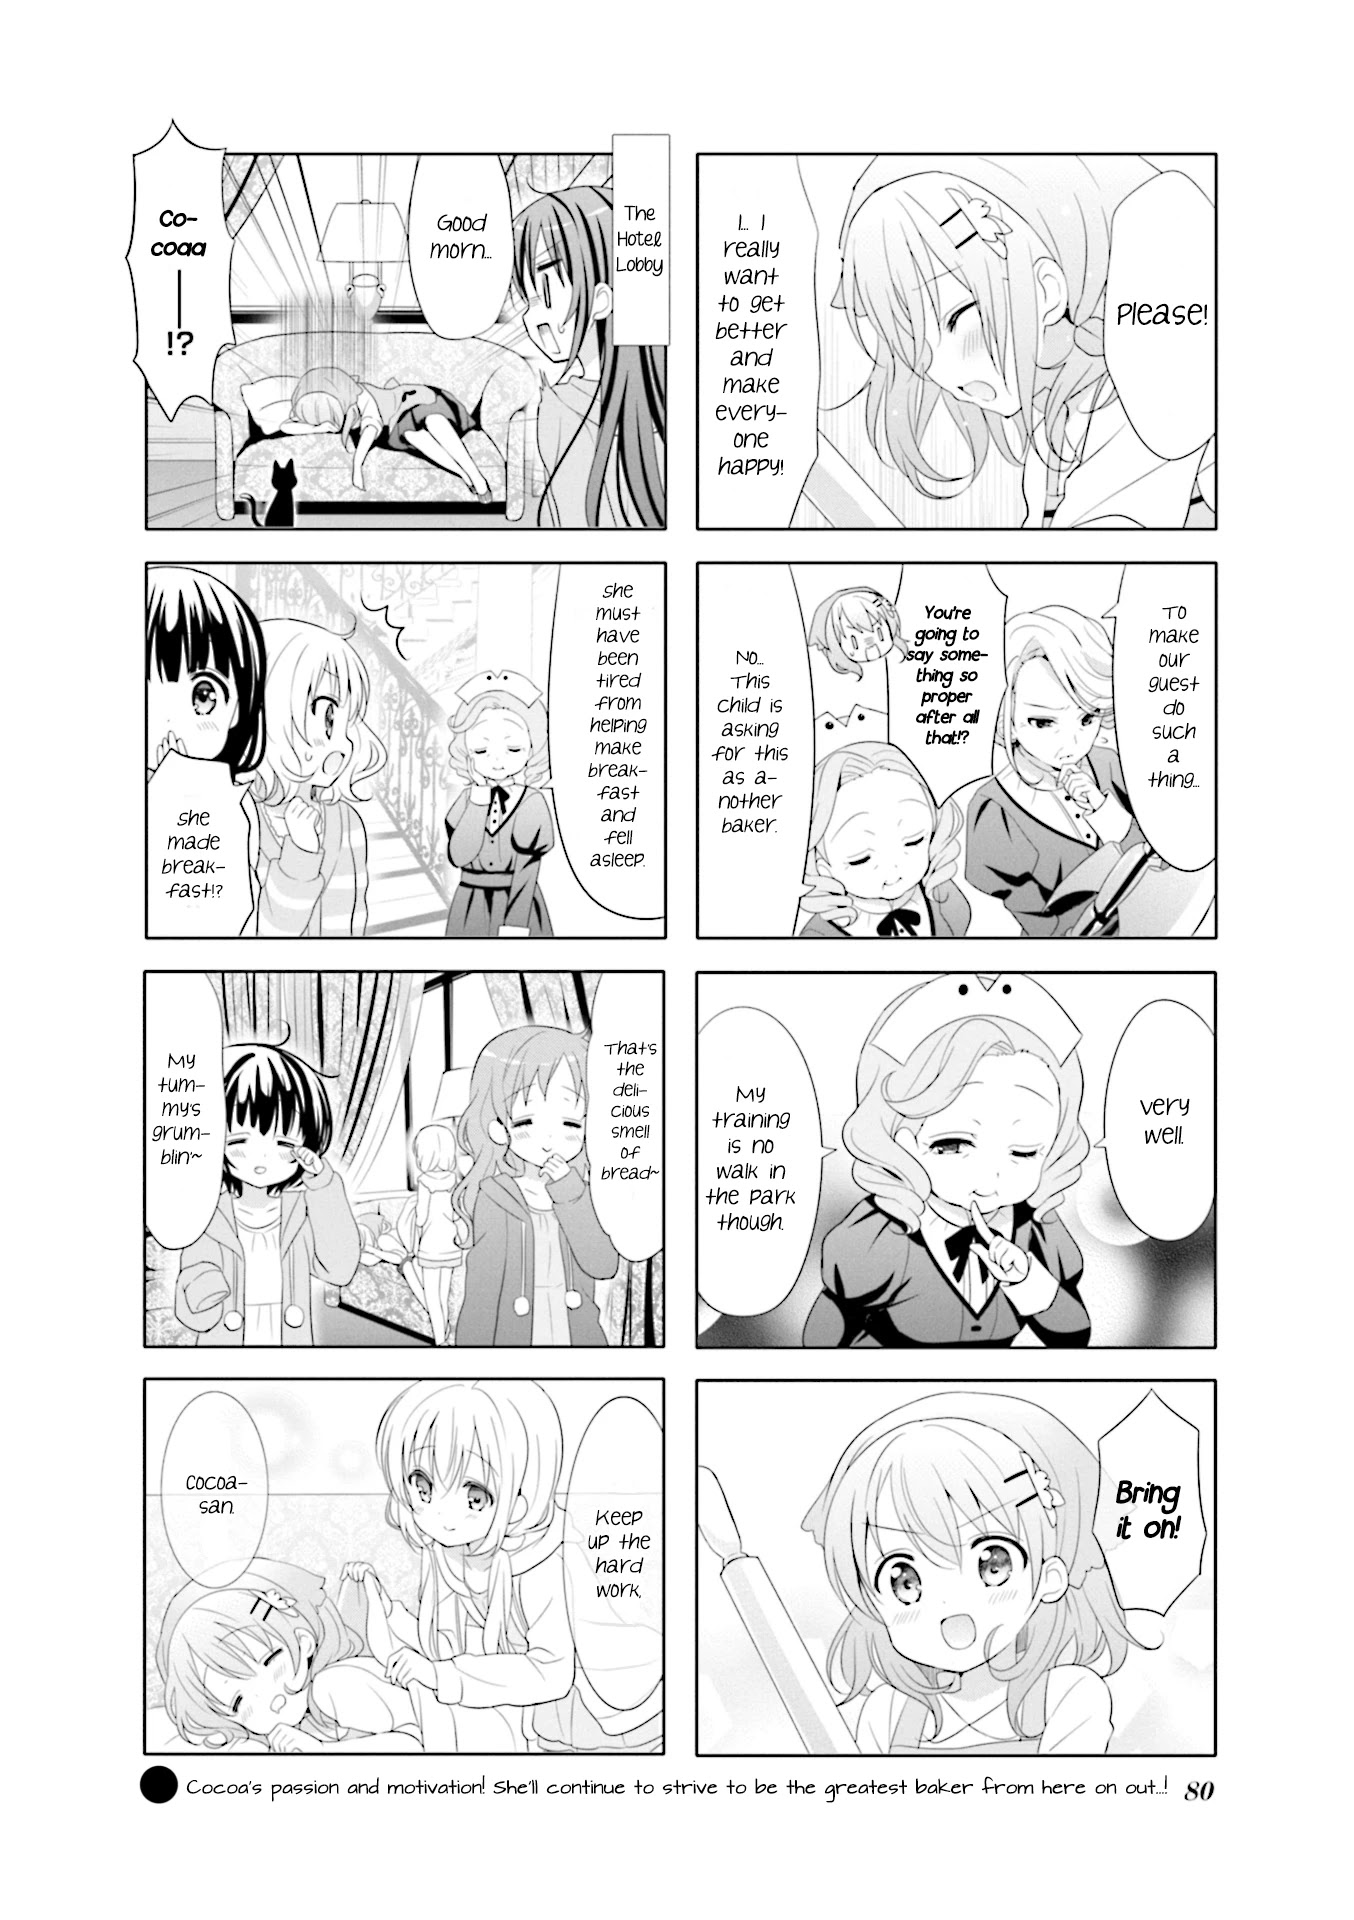 Please!
I... I
really
want
to get
better
and
make
every-
one
happy!
To
make
our
guest
do
such
a
thing...
You're
going to
say some-
thing so
proper
after all
that!?
No...
This
child is
asking
for this
as a-
nother
baker.
Very
well.
My
training
is no
walk in
the park
though.
Bring
it on!
The
Hotel
Lobby
Good
morn...
Co-
coaa
——
!?
She
must
have
been
tired
from
helping
make
break-
fast
and
fell
asleep.
She
made
break-
fast!?
That's
the
deli-
cious
smell
of
bread~
My
tum-
my's
grum-
blin'~
Keep
up the
hard
work,
Cocoa-
san.
Cocoa's passion and motivation! She'll continue to strive to be the greatest baker from here on out...!
80